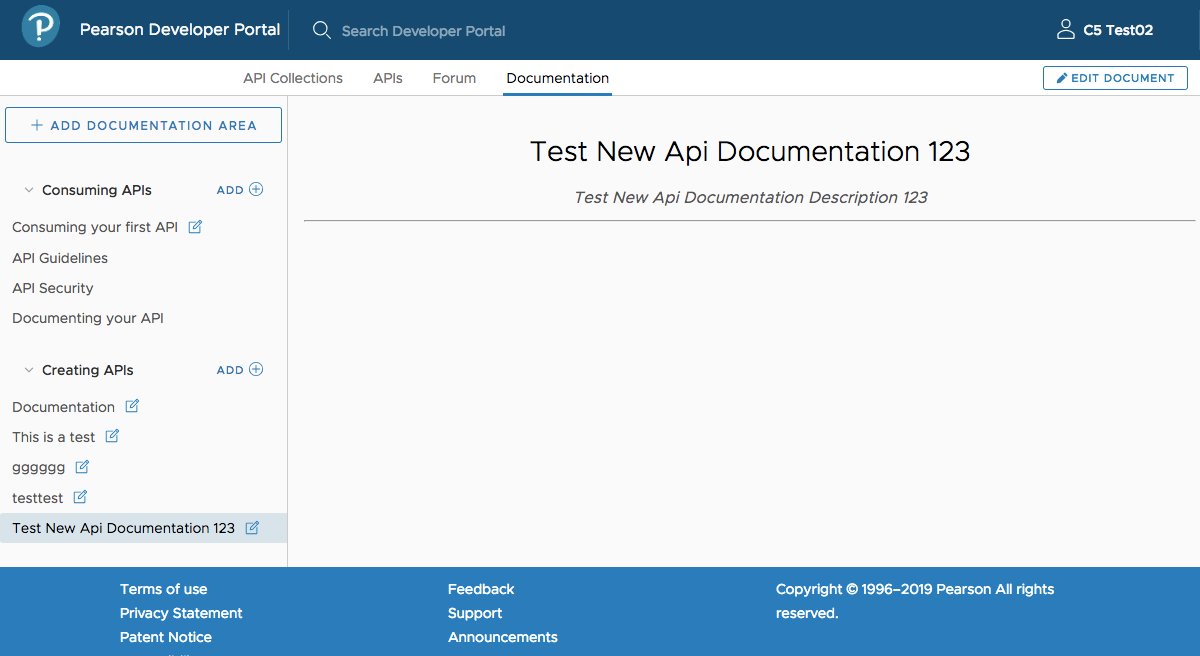 Pearson Developer Portal
Search Developer Portal
C5 Test02
API Collections
APIs
Forum
Documentation
EDIT DOCUMENT
ADD DOCUMENTATION AREA
Consuming APIs
ADD
Consuming your first API
API Guidelines
API Security
Documenting your API
Creating APIs
ADD
Documentation
This is a test
gggggg
testtest
Test New Api Documentation 123
Test New Api Documentation 123
Test New Api Documentation Description 123
Terms of use
Privacy Statement
Patent Notice
Feedback
Support
Announcements
Copyright © 1996–2019 Pearson All rights
reserved.